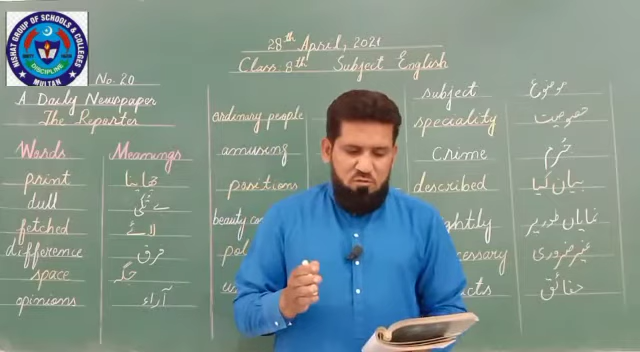 NISHAT GROUP OF SCHOOLS & COLLEGES
DISCIPLINE
MULTAN
28th April, 2021
Class: 8th Subject English
No. 20
A Daily Newspaper
The Reporter
Words Meanings
print چھاپنا
dull
fetched لائے
difference فرق
space جگہ
opinions آراء
ordinary people
amusing
positions
beauty
subject موضوع
speciality خصوصیت
crime جرم
described بیان کیا
نمایاں طور پر
غیر ضروری
حقائق